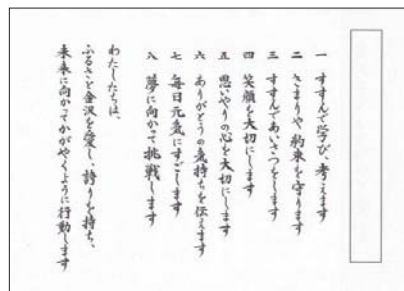 一 すすんで学び、考えます
二 きまりや約束を守ります
三 すすんであいさつをします
四 笑顔を大切にします
五 思いやりの心を大切にします
六 ありがとうの気持ちを伝えます
七 毎日元気にすごします
八 夢に向かって挑戦します
わたしたちは、
ふるさと金沢を愛し、誇りを持ち、
未来に向かってかがやくように行動します